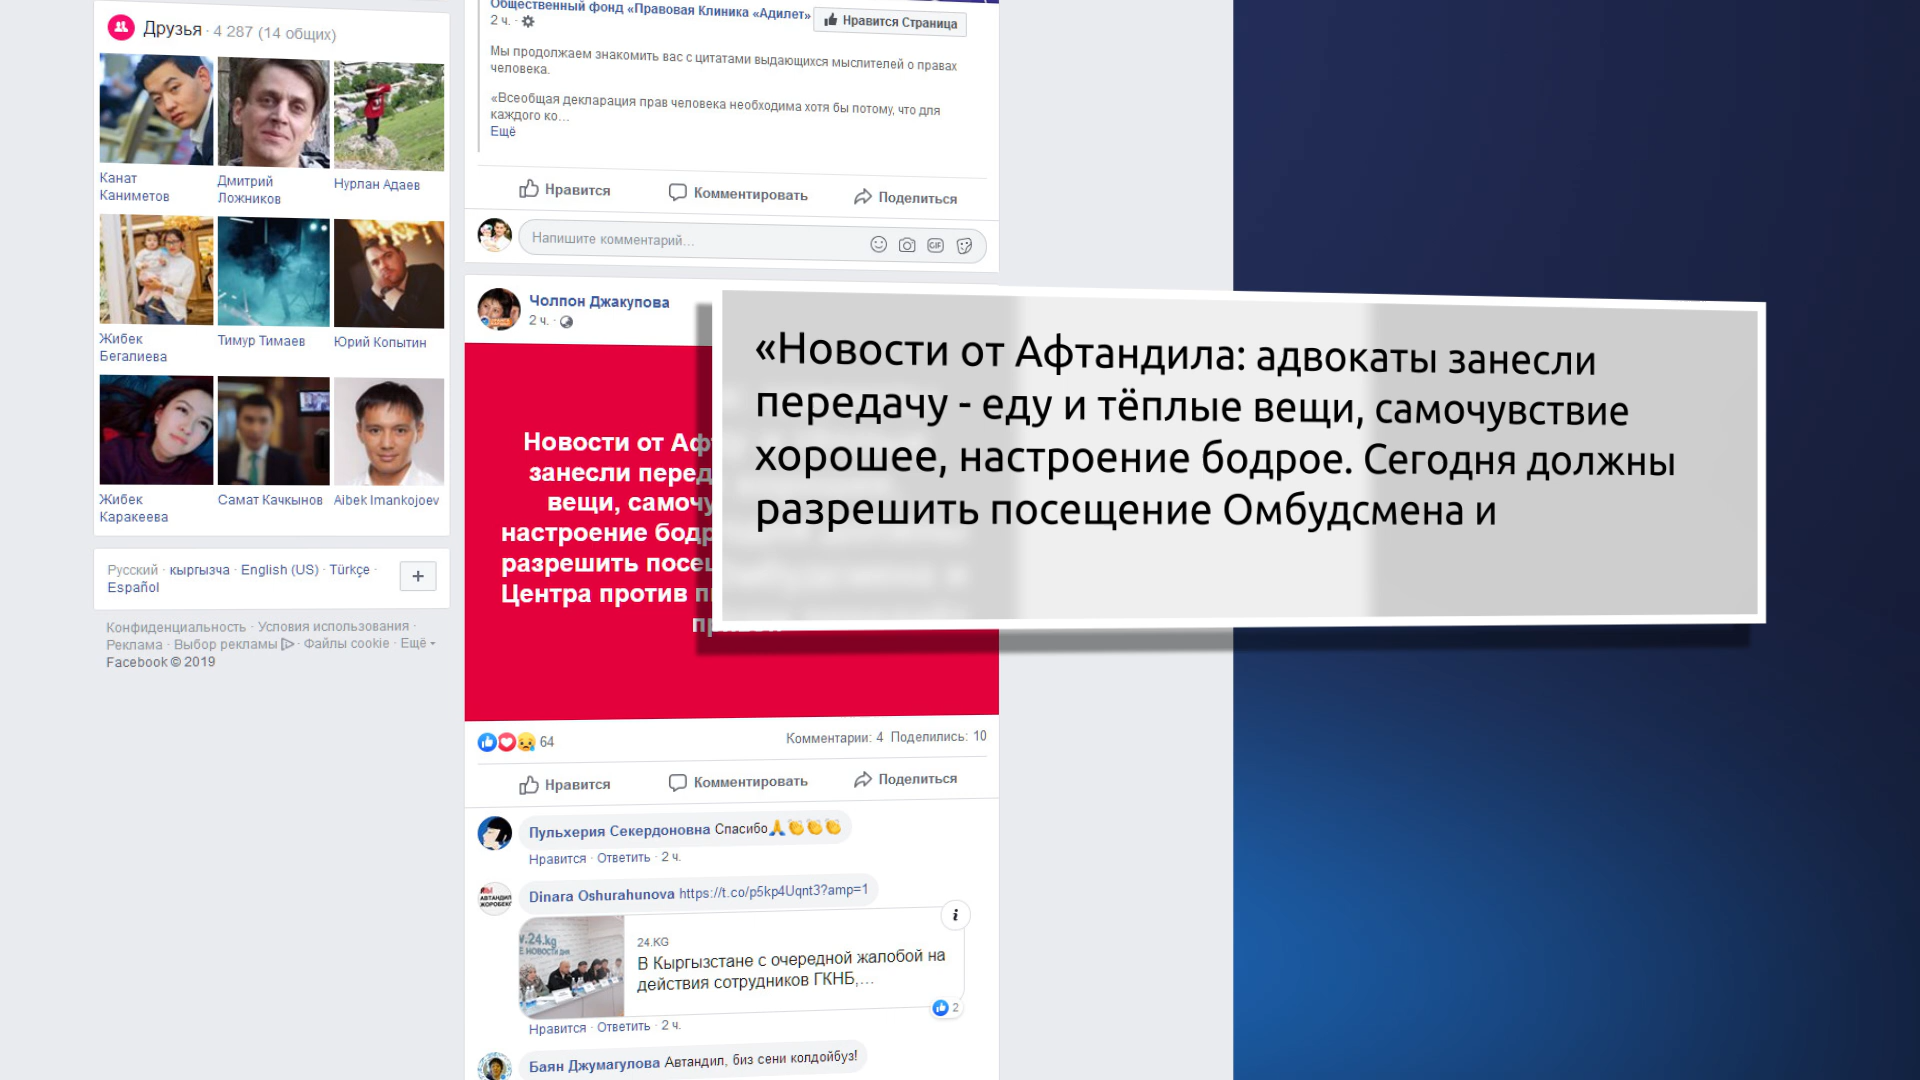 Друзья · 4 287 (14 общих)
Канат
Каниметов
Дмитрий
Ложников
Нурлан Адаев
Жибек
Бегалиева
Тимур Тимаев
Юрий Копытин
Жибек
Каракеева
Самат Качкынов
Aibek Imankojoev
Русский · кыргызча · English (US) · Türkçe ·
Español
+
Конфиденциальность · Условия использования ·
Реклама · Выбор рекламы · Файлы cookie · Ещё
Facebook © 2019
Общественный фонд «Правовая Клиника «Адилет»
Нравится Страница
2 ч. ·
Мы продолжаем знакомить вас с цитатами выдающихся мыслителей о правах
человека.
«Всеобщая декларация прав человека необходима хотя бы потому, что для
каждого ко...
Ещё
Нравится Комментировать Поделиться
Напишите комментарий...
GIF
Чолпон Джакупова
2 ч. ·
Новости от Аф
занесли перед
вещи, самочу
настроение бодр
разрешить посещ
Центра против п
«Новости от Афтандила: адвокаты занесли
передачу - еду и тёплые вещи, самочувствие
хорошее, настроение бодрое. Сегодня должны
разрешить посещение Омбудсмена и
64
Комментарии: 4 Поделились: 10
Нравится Комментировать Поделиться
Пульхерия Секердоновна Спасибо🙏👏👏👏
Нравится · Ответить · 2 ч.
Dinara Oshurahunova https://t.co/p5kp4Uqnt3?amp=1
24.KG
В Кыргызстане с очередной жалобой на
действия сотрудников ГКНБ,...
2
Нравится · Ответить · 2 ч.
Баян Джумагулова Автандил, биз сени колдойбуз!